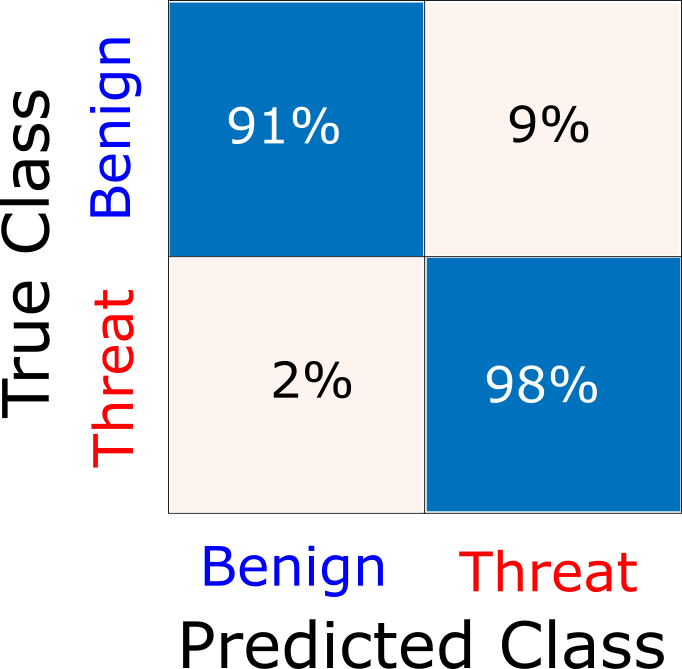 True Class
Benign
91%
9%
Threat
2%
98%
Benign
Threat
Predicted Class